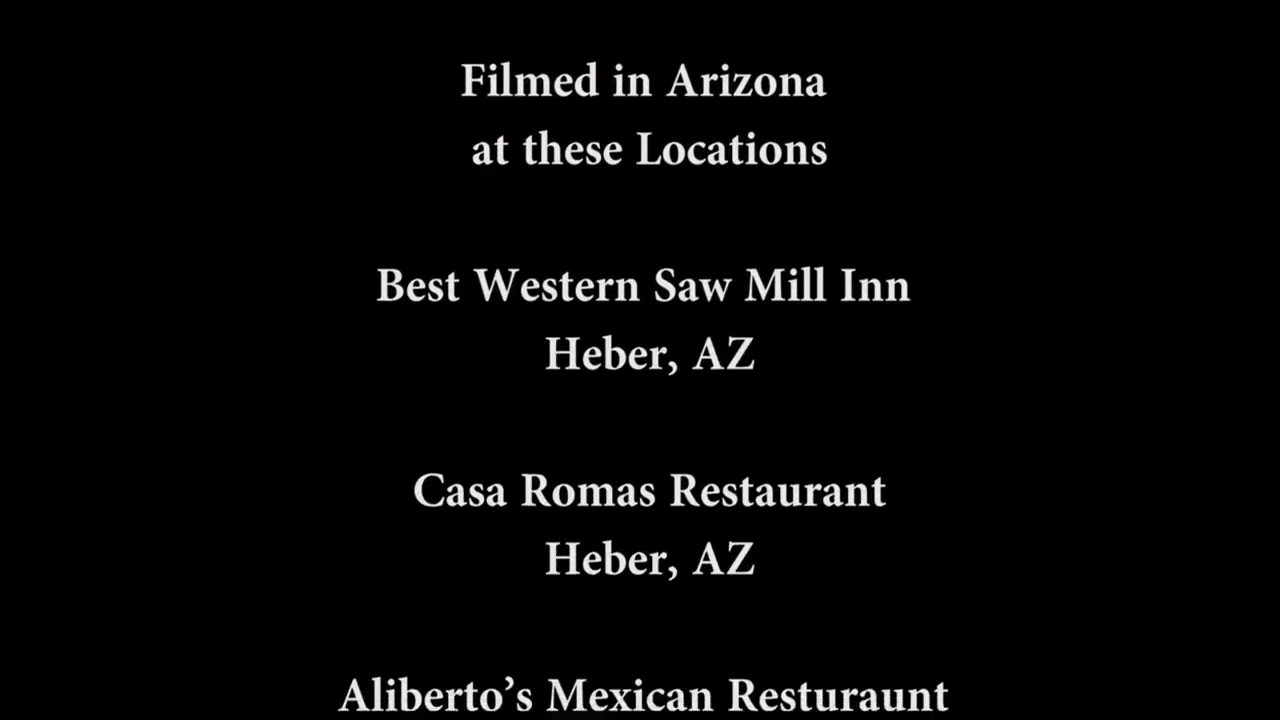 Filmed in Arizona
at these Locations
Best Western Saw Mill Inn
Heber, AZ
Casa Romas Restaurant
Heber, AZ
Aliberto’s Mexican Resturaunt